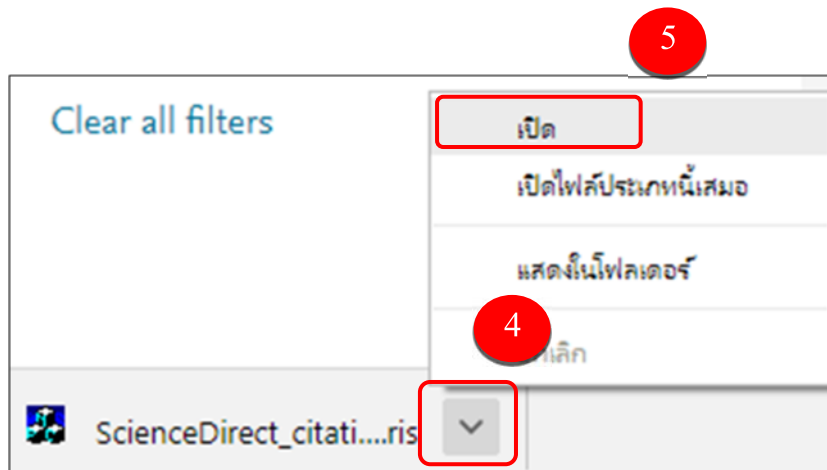 5
Clear all filters
เปิด
เปิดไฟล์ประเภทนี้เสมอ
แสดงในโฟลเดอร์
4
ScienceDirect_citati....ris